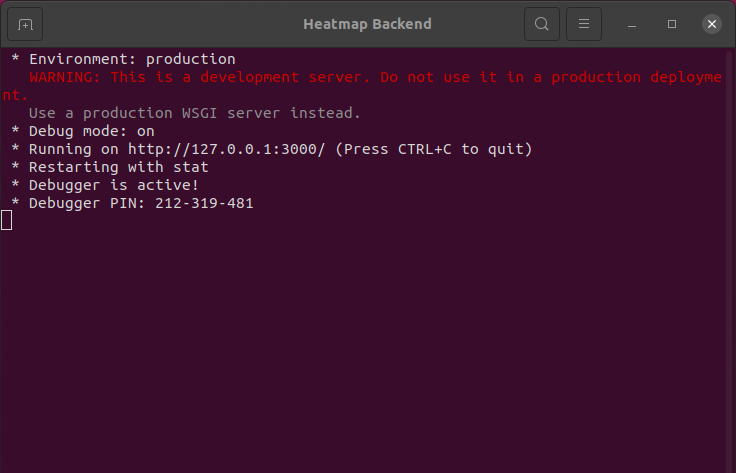 Heatmap Backend
* Environment: production
WARNING: This is a development server. Do not use it in a production deployme
nt.
Use a production WSGI server instead.
* Debug mode: on
* Running on http://127.0.0.1:3000/ (Press CTRL+C to quit)
* Restarting with stat
* Debugger is active!
* Debugger PIN: 212-319-481